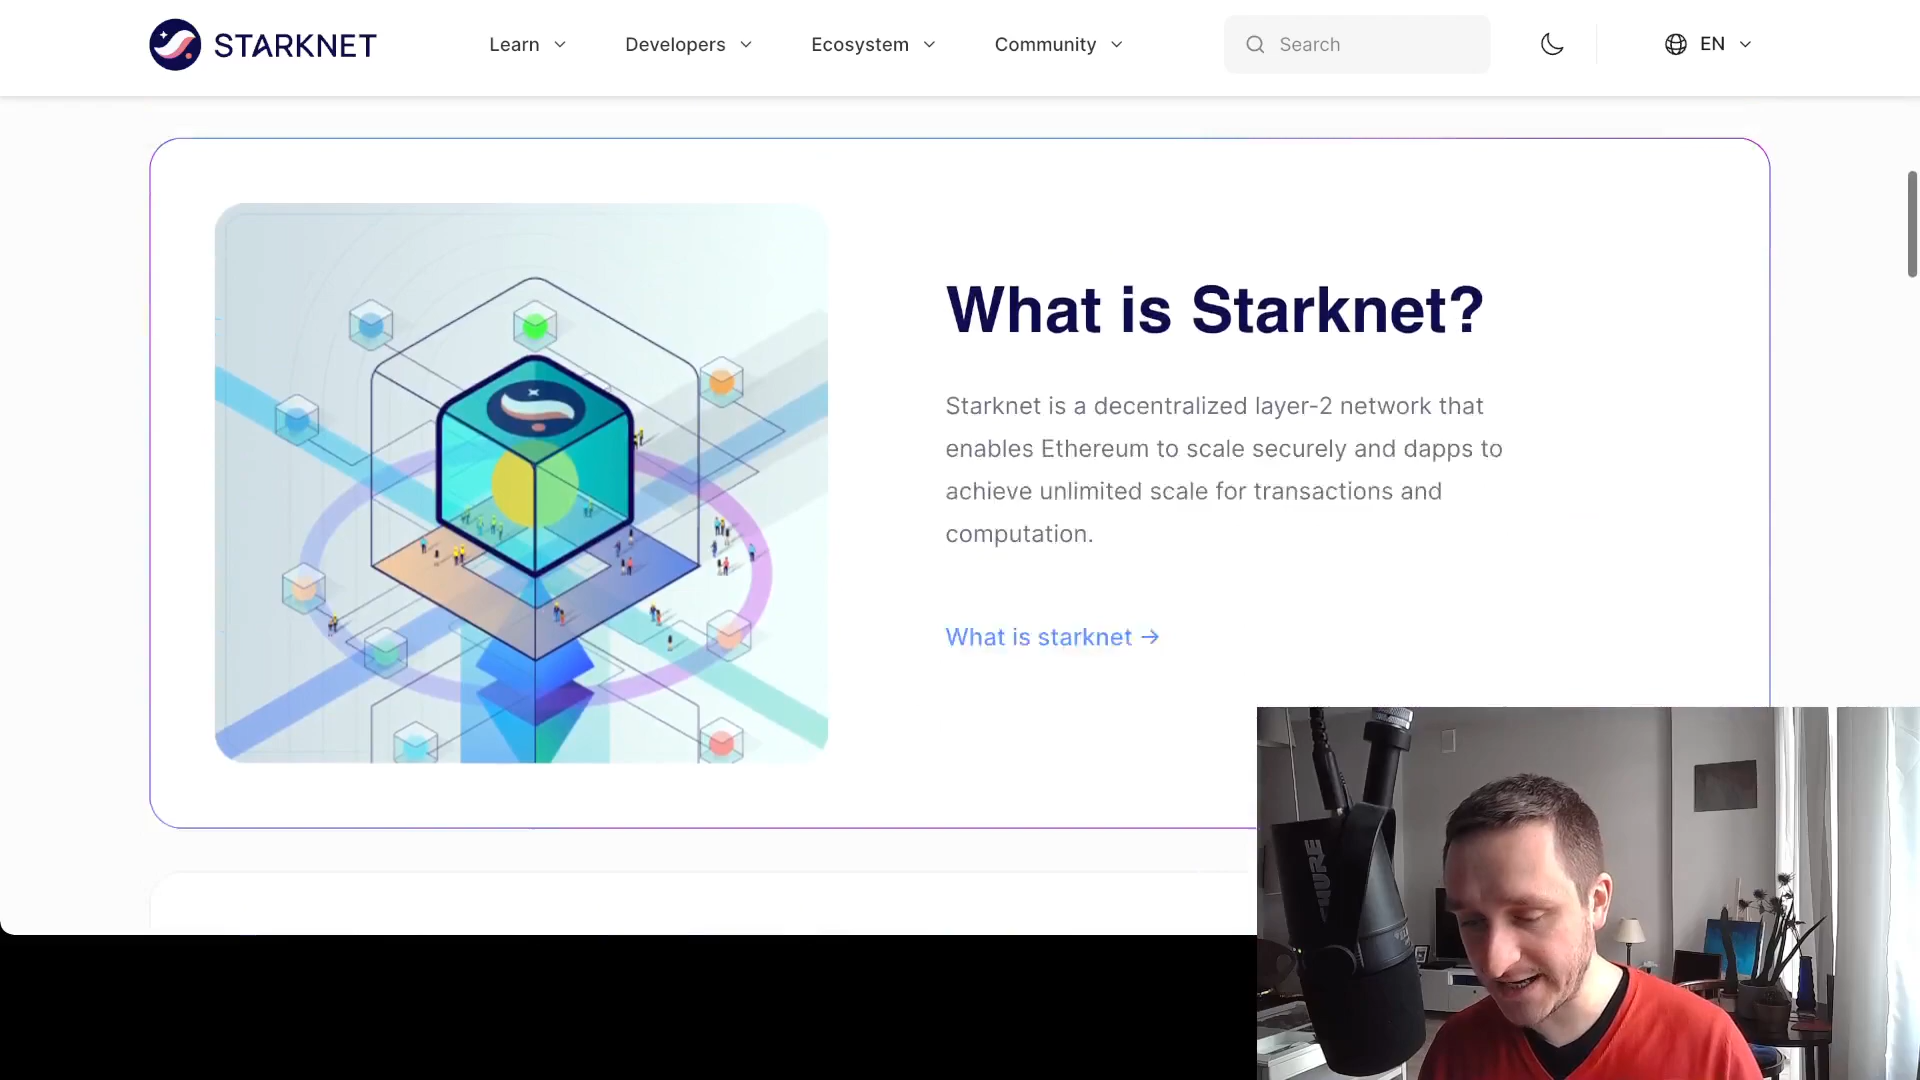 STARKNET
Learn
Developers
Ecosystem
Community
Search
EN
What is Starknet?
Starknet is a decentralized layer-2 network that
enables Ethereum to scale securely and dapps to
achieve unlimited scale for transactions and
computation.
What is starknet →
SHURE